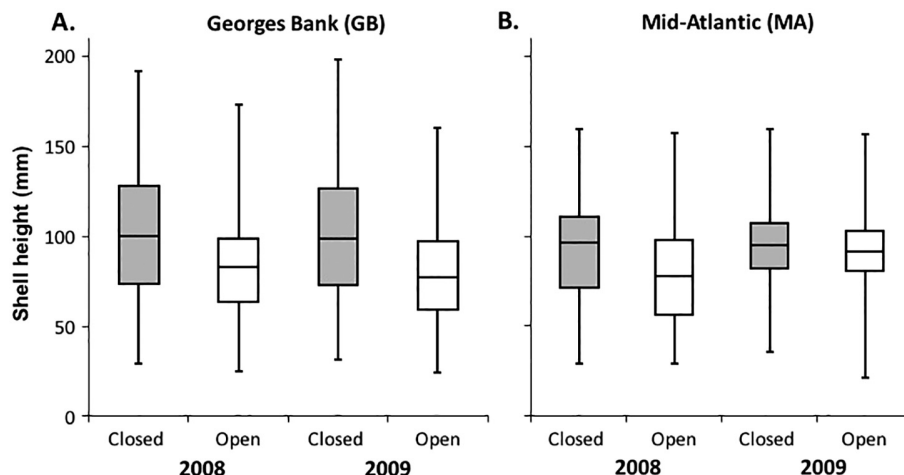 A. Georges Bank (GB) B. Mid-Atlantic (MA)
Shell height (mm)
200
150
100
50
0
Closed Open Closed Open Closed Open Closed Open
2008 2009 2008 2009